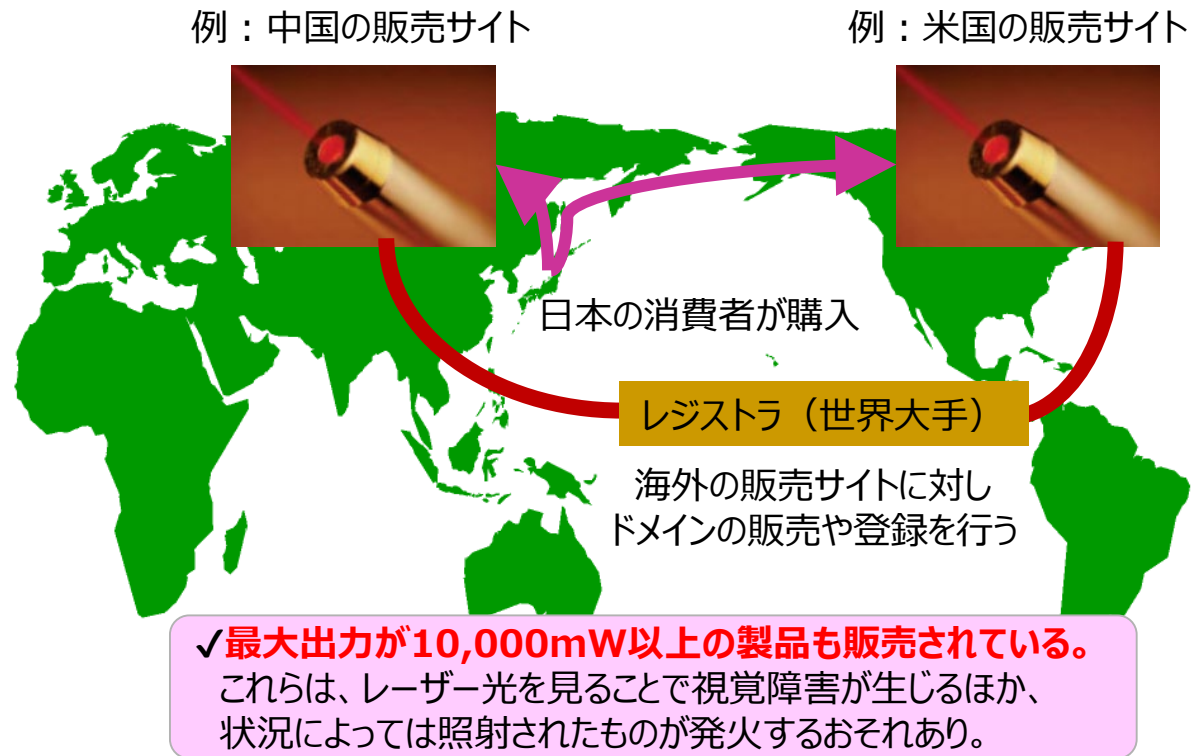 例：中国の販売サイト
例：米国の販売サイト
日本の消費者が購入
レジストラ（世界大手）
海外の販売サイトに対し
ドメインの販売や登録を行う
✓最大出力が10,000mW以上の製品も販売されている。
これらは、レーザー光を見ることで視覚障害が生じるほか、
状況によっては照射されたものが発火するおそれあり。